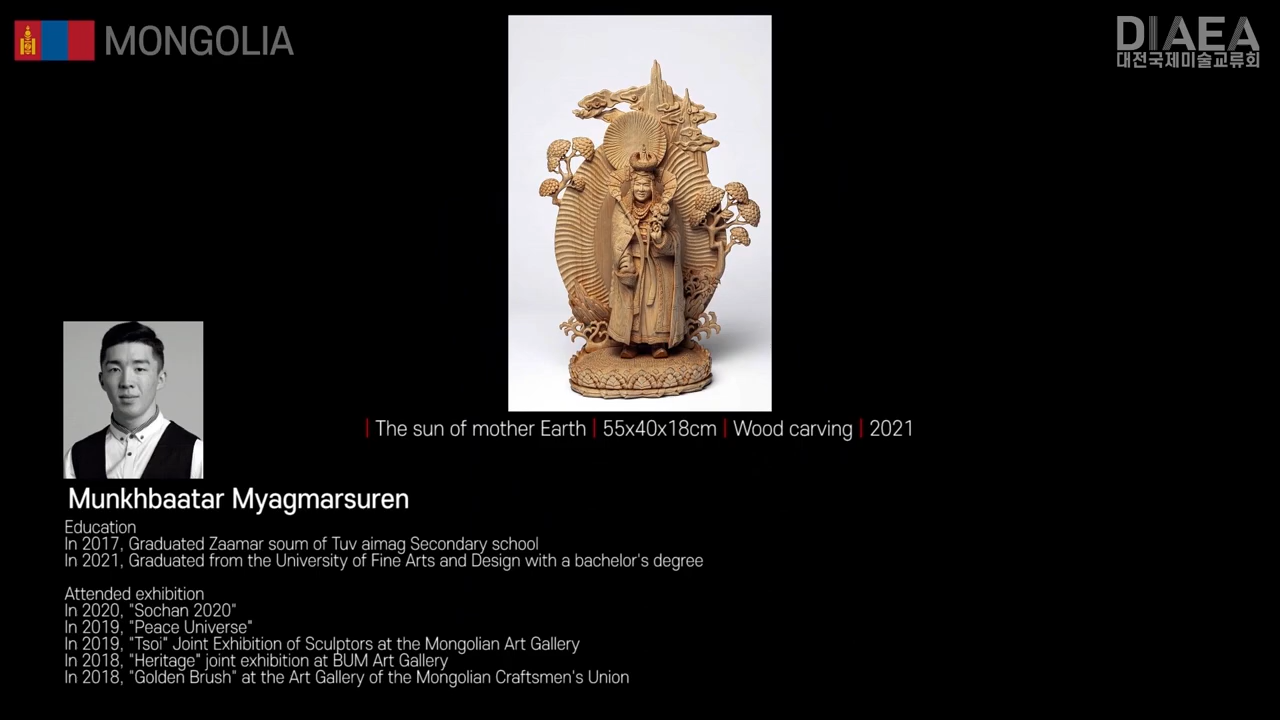 MONGOLIA
DIAEA
대전국제미술교류회
| The sun of mother Earth | 55x40x18cm | Wood carving | 2021
Munkhbaatar Myagmarsuren
Education
In 2017, Graduated Zaamar soum of Tuv aimag Secondary school
In 2021, Graduated from the University of Fine Arts and Design with a bachelor's degree
Attended exhibition
In 2020, "Sochan 2020"
In 2019, "Peace Universe"
In 2019, "Tsoi" Joint Exhibition of Sculptors at the Mongolian Art Gallery
In 2018, "Heritage" joint exhibition at BUM Art Gallery
In 2018, "Golden Brush" at the Art Gallery of the Mongolian Craftsmen's Union